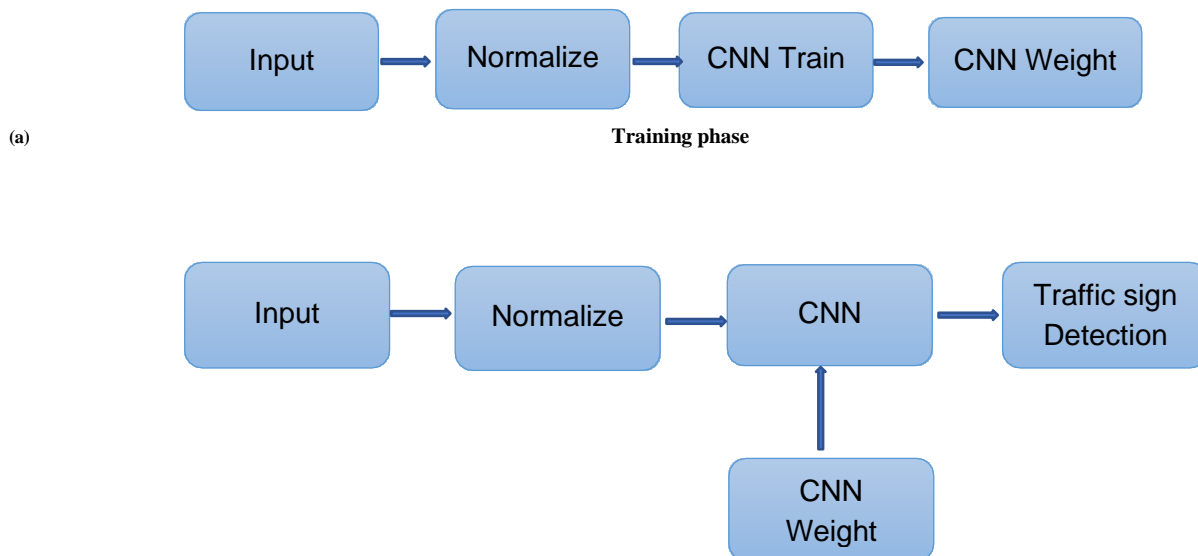 Input
Normalize
CNN Train
CNN Weight
(a)
Training phase
Input
Normalize
CNN
Traffic sign
Detection
CNN
Weight